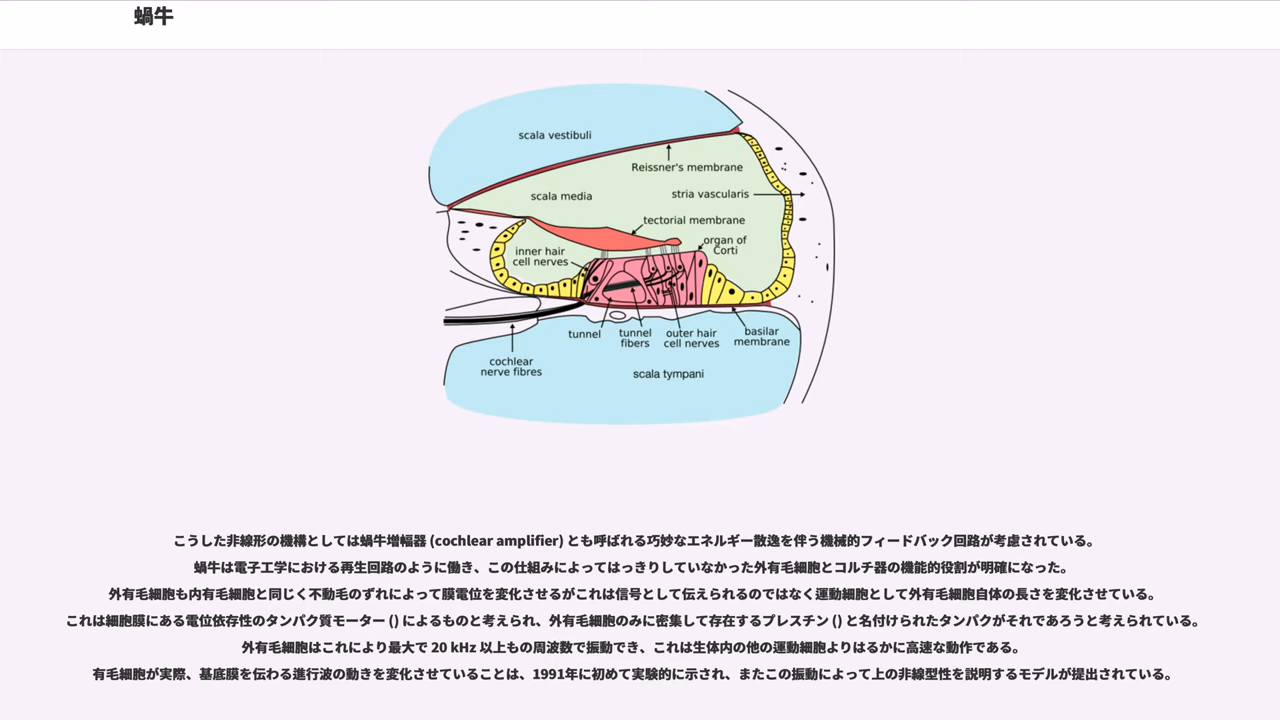 蝸牛
scala vestibuli
Reissner's membrane
scala media
stria vascularis
tectorial membrane
organ of
Corti
inner hair
cell nerves
tunnel
tunnel
fibers
outer hair
cell nerves
basilar
membrane
cochlear
nerve fibres
scala tympani
こうした非線形の機構としては蝸牛増幅器 (cochlear amplifier) とも呼ばれる巧妙なエネルギー散逸を伴う機械的フィードバック回路が考慮されている。
蝸牛は電子工学における再生回路のように働き、この仕組みによってはっきりしていなかった外有毛細胞とコルチ器の機能的役割が明確になった。
外有毛細胞も内有毛細胞と同じく不動毛のずれによって膜電位を変化させるがこれは信号として伝えられるのではなく運動細胞として外有毛細胞自体の長さを変化させている。
これは細胞膜にある電位依存性のタンパク質モーター () によるものと考えられ、外有毛細胞のみに密集して存在するプレスチン () と名付けられたタンパクがそれであろうと考えられている。
外有毛細胞はこれにより最大で 20 kHz 以上もの周波数で振動でき、これは生体内の他の運動細胞よりはるかに高速な動作である。
有毛細胞が実際、基底膜を伝わる進行波の動きを変化させていることは、1991年に初めて実験的に示され、またこの振動によって上の非線型性を説明するモデルが提出されている。